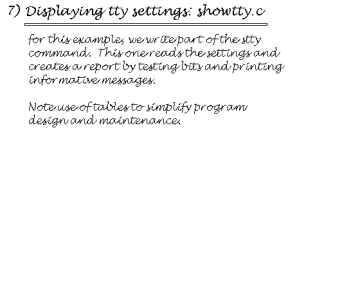 7) Displaying tty settings: showtty.c
for this example, we write part of the stty
command. This one reads the settings and
creates a report by testing bits and printing
informative messages.
Note use of tables to simplify program
design and maintenance.